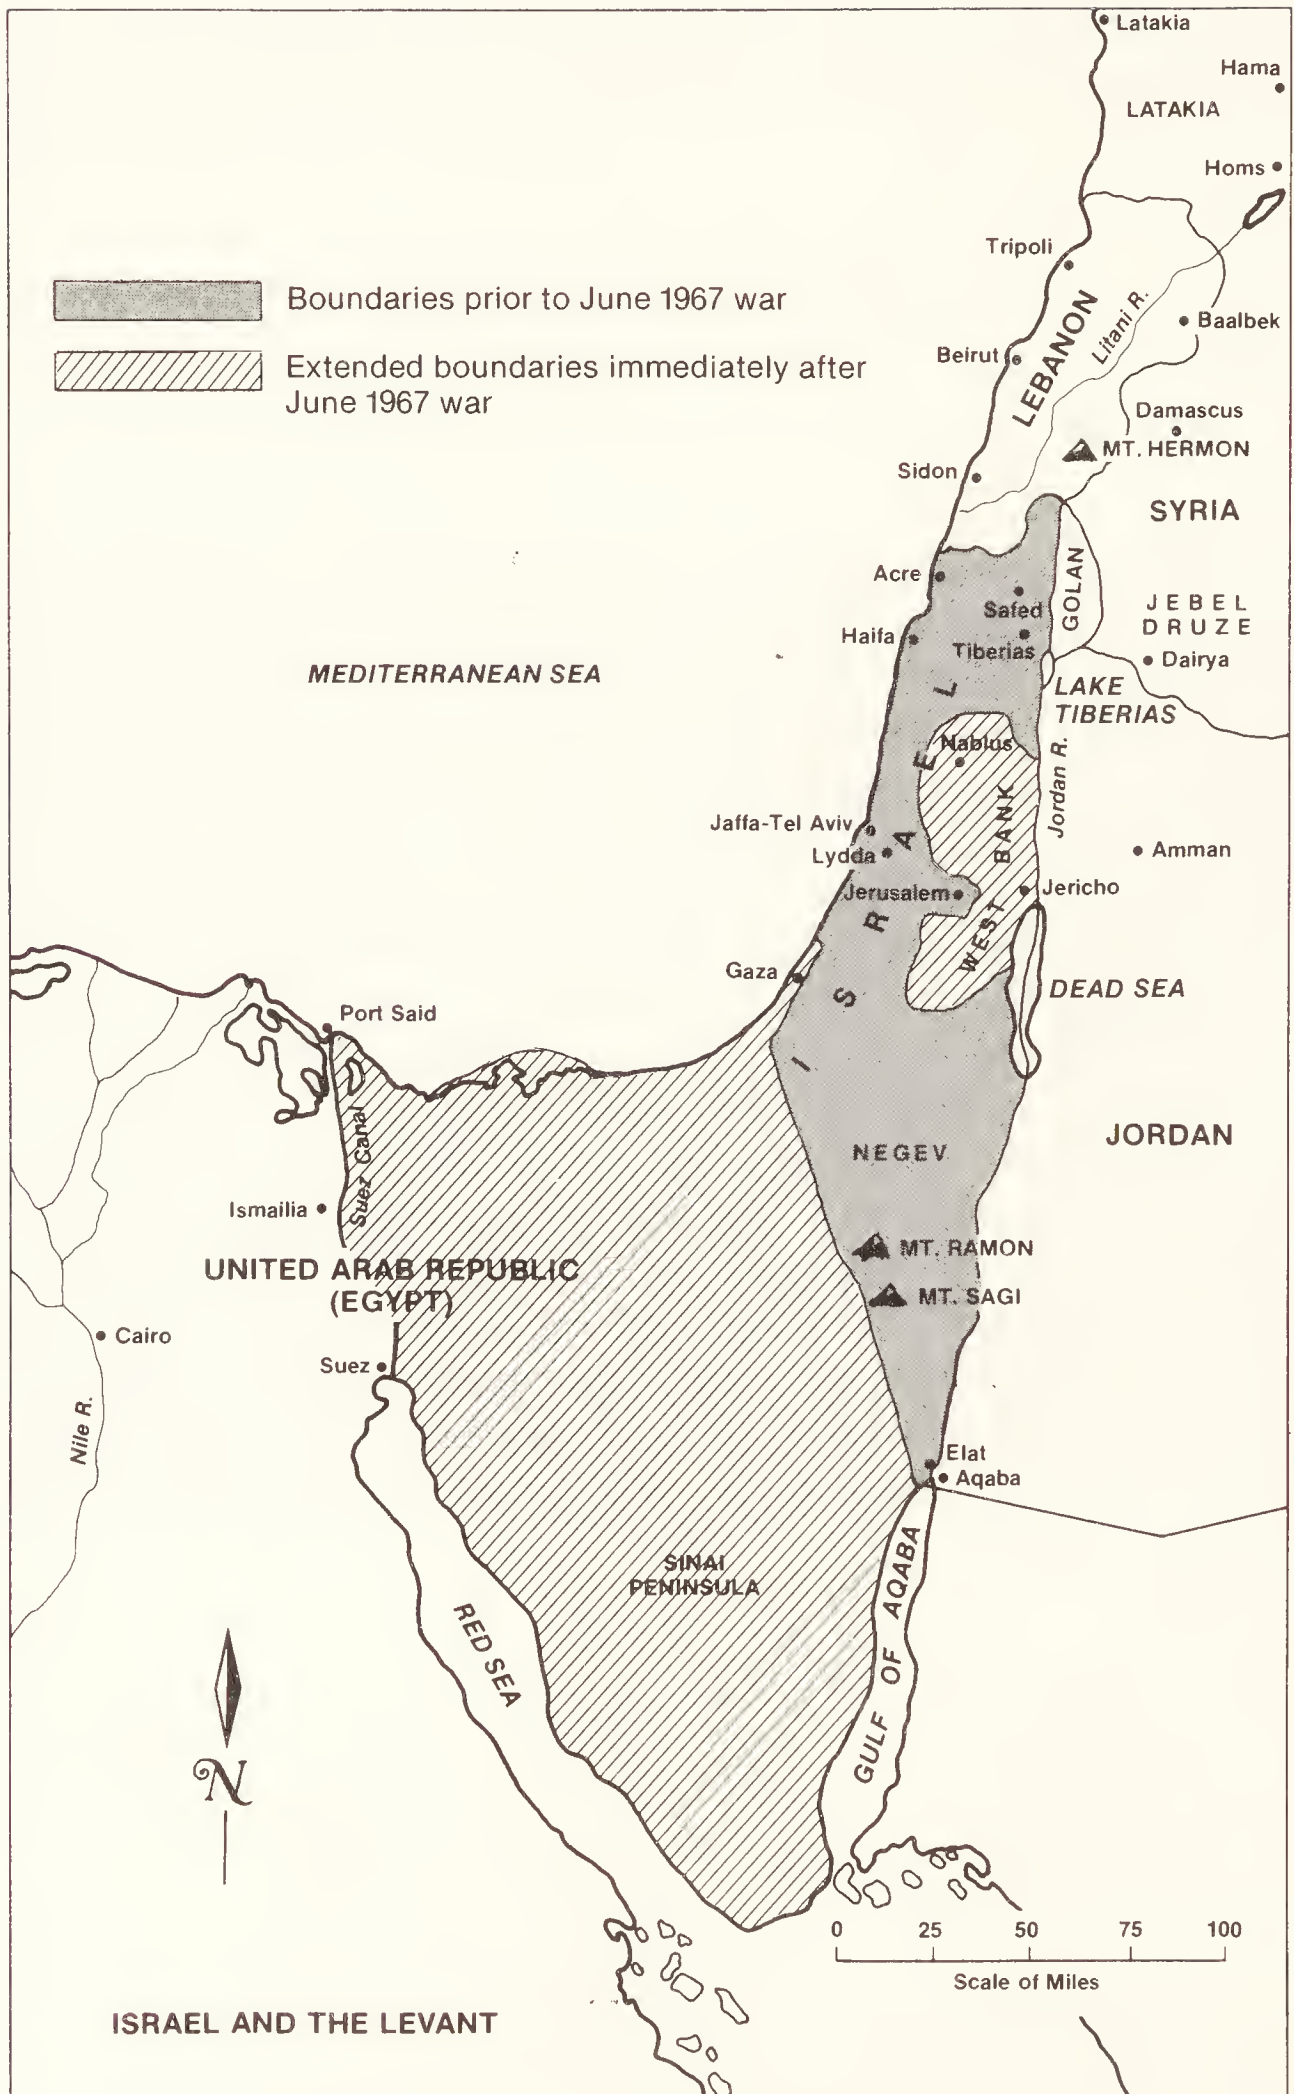 Latakia
Hama
LATAKIA
Homs
Tripoli
Boundaries prior to June 1967 war
LEBANON
Litani R.
Baalbek
Beirut
Extended boundaries immediately after
June 1967 war
Damascus
MT. HERMON
Sidon
SYRIA
GOLAN
Acre
Safed
JEBEL
DRUZE
Haifa
Tiberias
Dairya
MEDITERRANEAN SEA
LAKE
TIBERIAS
Nablus
Jordan R.
ISRAEL
WEST BANK
Jaffa-Tel Aviv
Lydda
Amman
Jerusalem
Jericho
Gaza
DEAD SEA
Port Said
Suez Canal
JORDAN
NEGEV
Ismailia
MT. RAMON
UNITED ARAB REPUBLIC
(EGYPT)
MT. SAGI
Cairo
Suez
Nile R.
Elat
Aqaba
SINAI
PENINSULA
GULF OF AQABA
RED SEA
N
0 25 50 75 100
Scale of Miles
ISRAEL AND THE LEVANT